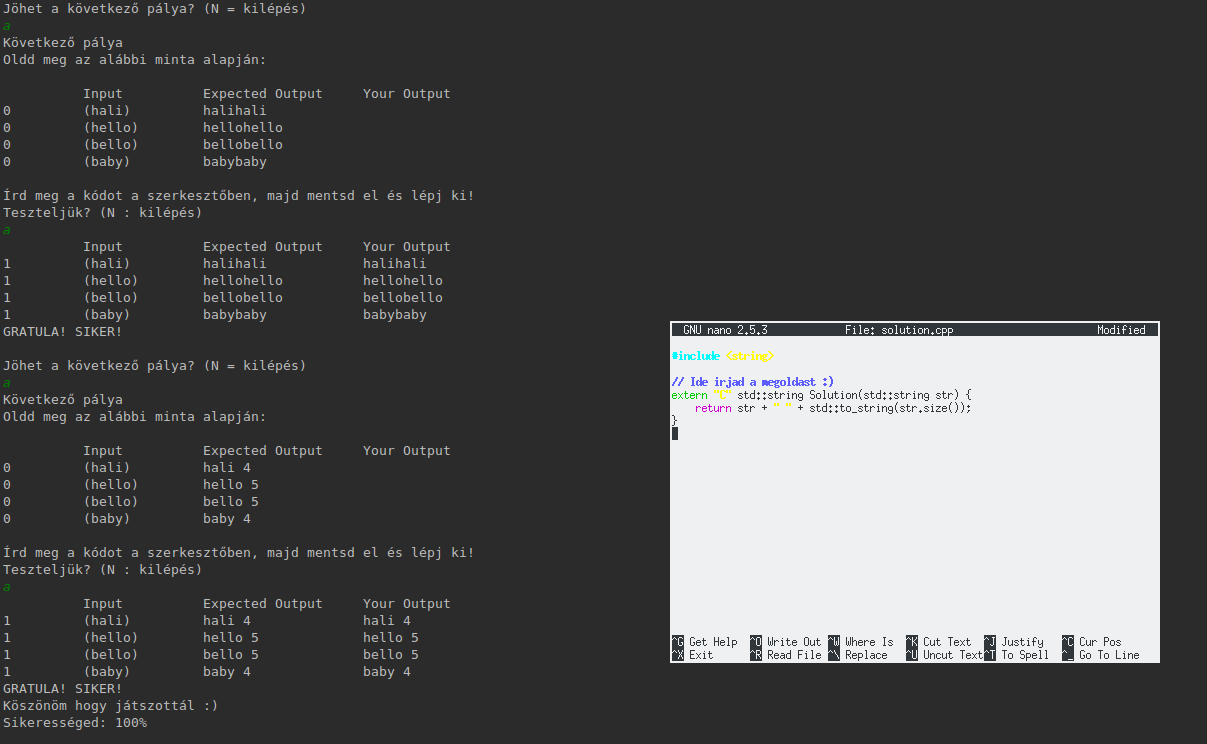 Jöhet a következő pálya? (N = kilépés)
a
Következő pálya
Oldd meg az alábbi minta alapján:
Input Expected Output Your Output
0 (hali) halihali
0 (hello) hellohello
0 (bello) bellobello
0 (baby) babybaby
Írd meg a kódot a szerkesztőben, majd mentsd el és lépj ki!
Teszteljük? (N : kilépés)
a
Input Expected Output Your Output
1 (hali) halihali halihali
1 (hello) hellohello hellohello
1 (bello) bellobello bellobello
1 (baby) babybaby babybaby
GRATULA! SIKER!
Jöhet a következő pálya? (N = kilépés)
a
Következő pálya
Oldd meg az alábbi minta alapján:
Input Expected Output Your Output
0 (hali) hali 4
0 (hello) hello 5
0 (bello) bello 5
0 (baby) baby 4
Írd meg a kódot a szerkesztőben, majd mentsd el és lépj ki!
Teszteljük? (N : kilépés)
a
Input Expected Output Your Output
1 (hali) hali 4 hali 4
1 (hello) hello 5 hello 5
1 (bello) bello 5 bello 5
1 (baby) baby 4 baby 4
GRATULA! SIKER!
Köszönöm hogy játszottál :)
Sikerességed: 100%
GNU nano 2.5.3 File: solution.cpp Modified
#include <string>
// Ide irjad a megoldast :)
extern "C" std::string Solution(std::string str) {
return str + " " + std::to_string(str.size());
}
^G Get Help ^O Write Out ^W Where Is ^K Cut Text ^J Justify ^C Cur Pos
^X Exit ^R Read File ^\ Replace ^U Uncut Text ^T To Spell ^_ Go To Line